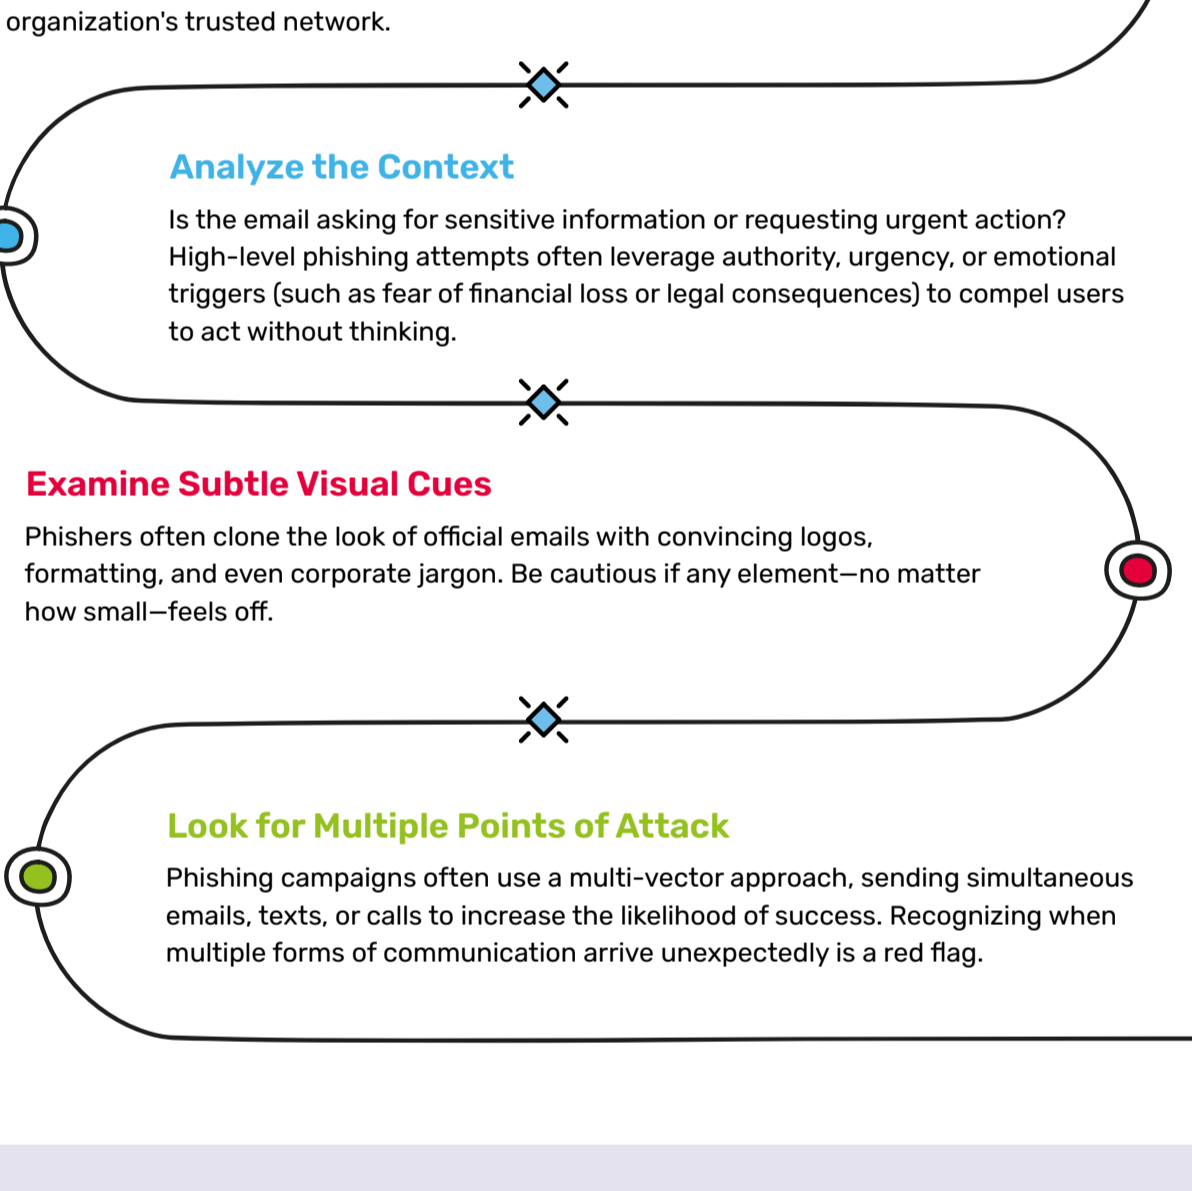 organization's trusted network.
Analyze the Context
Is the email asking for sensitive information or requesting urgent action?
High-level phishing attempts often leverage authority, urgency, or emotional
triggers (such as fear of financial loss or legal consequences) to compel users
to act without thinking.
Examine Subtle Visual Cues
Phishers often clone the look of official emails with convincing logos,
formatting, and even corporate jargon. Be cautious if any element—no matter
how small—feels off.
Look for Multiple Points of Attack
Phishing campaigns often use a multi-vector approach, sending simultaneous
emails, texts, or calls to increase the likelihood of success. Recognizing when
multiple forms of communication arrive unexpectedly is a red flag.